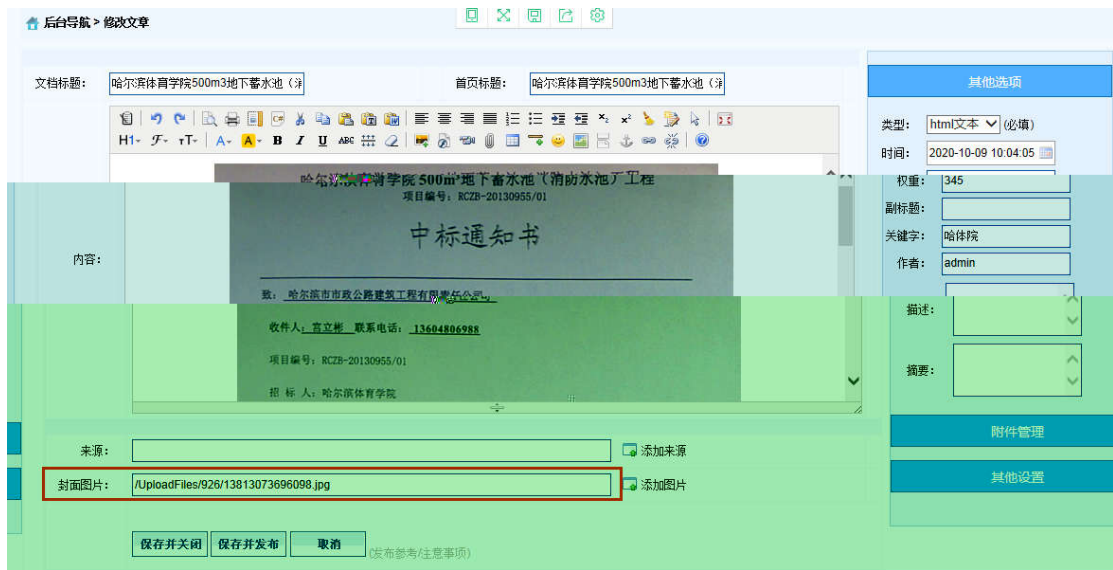 后台导航 > 修改文章
文档标题： 哈尔滨体育学院500m3地下蓄水池（消 首页标题： 哈尔滨体育学院500m3地下蓄水池（消
其他选项
类型： html文本 (必填)
时间： 2020-10-09 10:04:05
H1- F- тT- A- A- B I U ABC
哈尔滨体育学院 500m³地下蓄水池（消防水池）工程
权重： 345
项目编号：RCZB-20130955/01
副标题：
中标通知书
关键字： 哈体院
内容：
作者： admin
致： 哈尔滨市市政公路建筑工程有限责任公司
描述：
收件人：宫立彬 联系电话： 13604806988
项目编号：RCZB-20130955/01
摘要：
招 标 人：哈尔滨体育学院
附件管理
来源： 添加来源
其他设置
封面图片： /UploadFiles/926/13813073696098.jpg 添加图片
保存并关闭 保存并发布 取消 (发布参考/注意事项)